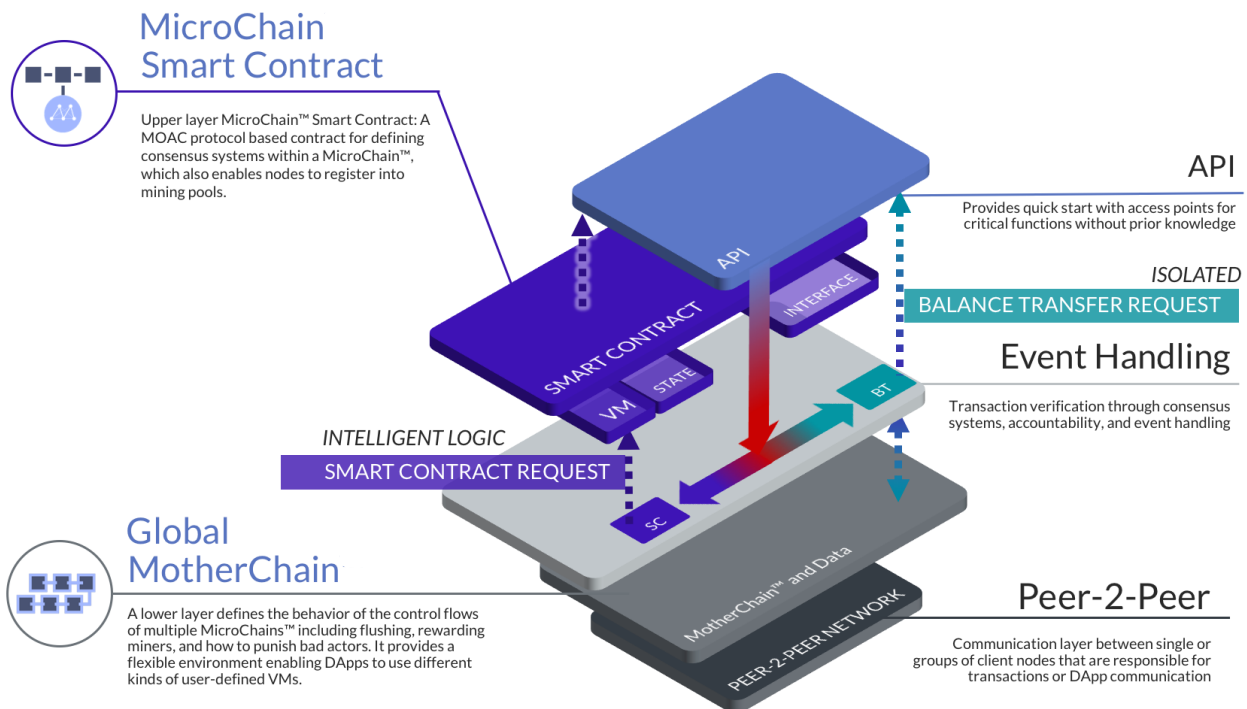 MicroChain
Smart Contract
Upper layer MicroChain™ Smart Contract: A
MOAC protocol based contract for defining
consensus systems within a MicroChain™,
which also enables nodes to register into
mining pools.
API
Provides quick start with access points for
critical functions without prior knowledge
ISOLATED
BALANCE TRANSFER REQUEST
Event Handling
Transaction verification through consensus
systems, accountability, and event handling
API
INTERFACE
SMART CONTRACT
STATE
VM
BT
INTELLIGENT LOGIC
SMART CONTRACT REQUEST
SC
Global
MotherChain
A lower layer defines the behavior of the control flows
of multiple MicroChains™ including flushing, rewarding
miners, and how to punish bad actors. It provides a
flexible environment enabling DApps to use different
kinds of user-defined VMs.
MotherChain™ and Data
PEER-2-PEER NETWORK
Peer-2-Peer
Communication layer between single or
groups of client nodes that are responsible for
transactions or DApp communication